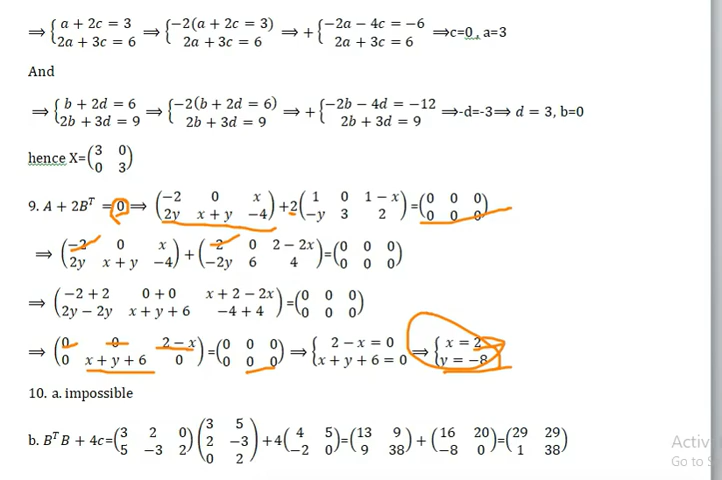 ⟹ {a + 2c = 3 2a + 3c = 6 ⟹ {−2(a + 2c = 3) 2a + 3c = 6 ⟹ + {−2a − 4c = −6 2a + 3c = 6 ⟹c=0 , a=3
And
⟹ {b + 2d = 6 2b + 3d = 9 ⟹ {−2(b + 2d = 6) 2b + 3d = 9 ⟹ + {−2b − 4d = −12 2b + 3d = 9 ⟹-d=-3⟹ d = 3, b=0
hence X=(3 0 0 3)
9. A + 2Bᵀ = 0 ⟹ (−2 0 x 2y x + y −4) +2(1 0 1 − x −y 3 2) =(0 0 0 0 0 0)
⟹ (−2 0 x 2y x + y −4) + (2 0 2 − 2x −2y 6 4) =(0 0 0 0 0 0)
⟹ (−2 + 2 0 + 0 x + 2 − 2x 2y − 2y x + y + 6 −4 + 4) =(0 0 0 0 0 0)
⟹ (0 0 2 − x 0 x + y + 6 0) =(0 0 0 0 0 0) ⟹ {2 − x = 0 x + y + 6 = 0 ⟹ {x = 2 y = −8
10. a. impossible
b. BᵀB + 4c=(3 2 0 5 −3 2) (3 5 2 −3 0 2) +4(4 5 −2 0) =(13 9 9 38) + (16 20 −8 0) =(29 29 1 38)
Activ
Go to S